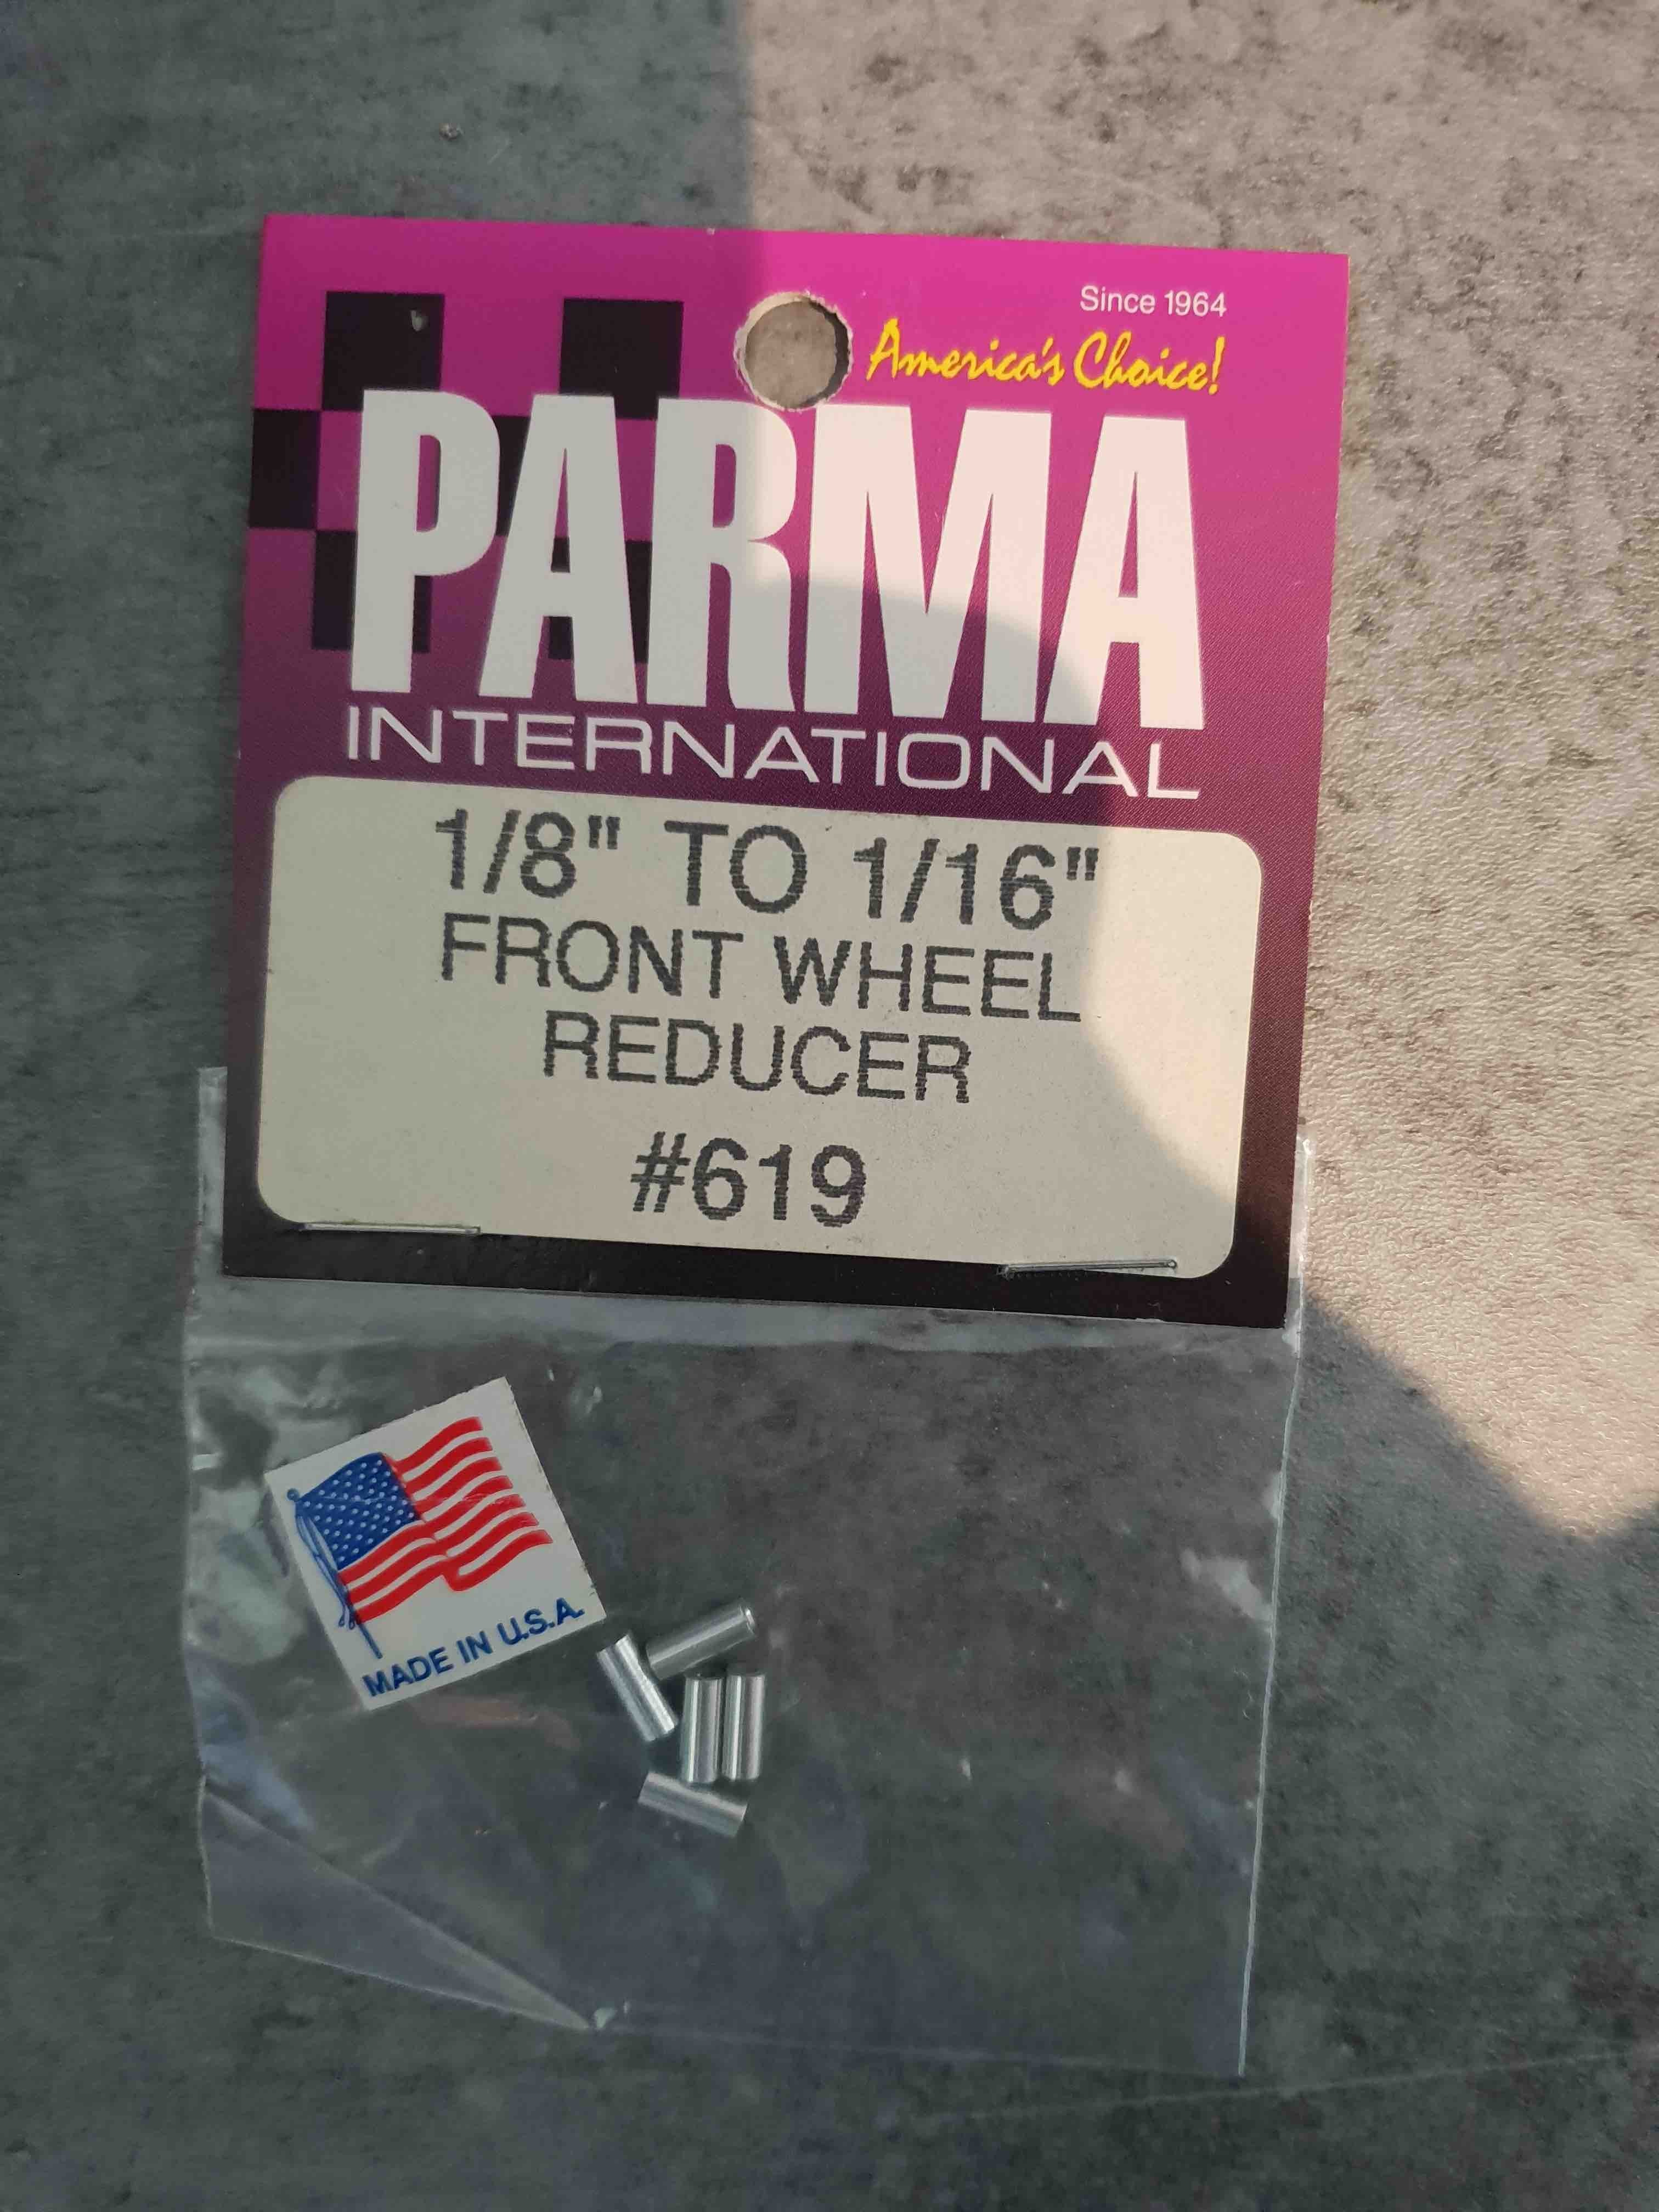 Since 1964
America's Choice!
PARMA
INTERNATIONAL
1/8" TO 1/16"
FRONT WHEEL
REDUCER
#619
MADE IN U.S.A.